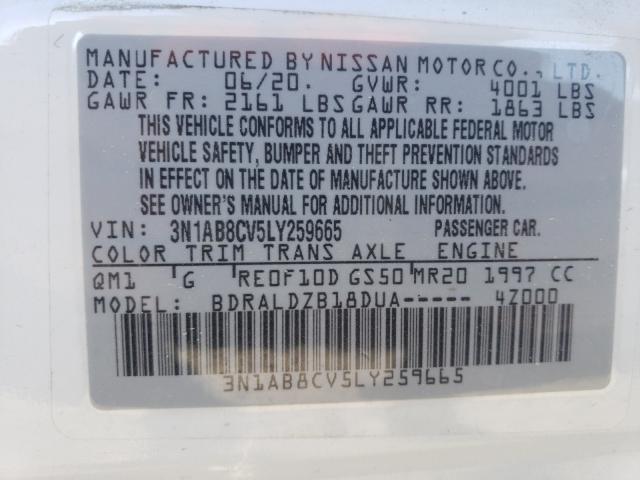 MANUFACTURED BY NISSAN MOTOR CO., LTD.
DATE: 06/20. GVWR: 4001 LBS
GAWR FR: 2161 LBS GAWR RR: 1863 LBS
THIS VEHICLE CONFORMS TO ALL APPLICABLE FEDERAL MOTOR
VEHICLE SAFETY, BUMPER AND THEFT PREVENTION STANDARDS
IN EFFECT ON THE DATE OF MANUFACTURE SHOWN ABOVE.
SEE OWNER'S MANUAL FOR ADDITIONAL INFORMATION.
VIN: 3N1AB8CV5LY259665 PASSENGER CAR.
COLOR TRIM TRANS AXLE ENGINE
QM1 G RE0F10D GS50 MR20 1997 CC
MODEL: BDRALDZB18DUA----- 4Z000
3N1AB8CV5LY259665